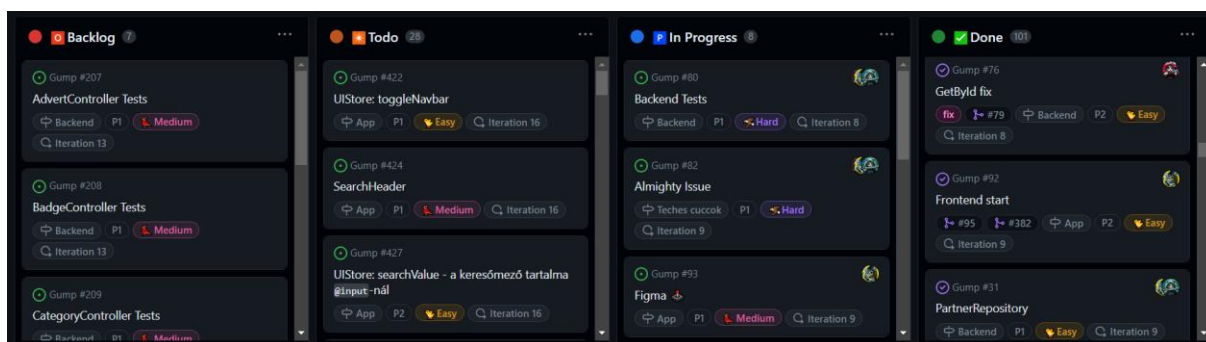 Backlog 7
Gump #207
AdvertController Tests
Backend P1 Medium
Iteration 13
Gump #208
BadgeController Tests
Backend P1 Medium
Iteration 13
Gump #209
CategoryController Tests
Backend P1 Medium
Todo 28
Gump #422
UIStore: toggleNavbar
App P1 Easy Iteration 16
Gump #424
SearchHeader
App P1 Medium Iteration 16
Gump #427
UIStore: searchValue - a keresőmező tartalma
@input-nál
App P2 Easy Iteration 16
P In Progress 8
Gump #80
Backend Tests
Backend P1 Hard Iteration 8
Gump #82
Almighty Issue
Teches cuccok P1 Hard
Iteration 9
Gump #93
Figma
App P1 Medium Iteration 9
Done 101
Gump #76
GetById fix
fix #79 Backend P2 Easy
Iteration 8
Gump #92
Frontend start
#95 #382 App P2 Easy
Iteration 9
Gump #31
PartnerRepository
Backend P1 Easy Iteration 9